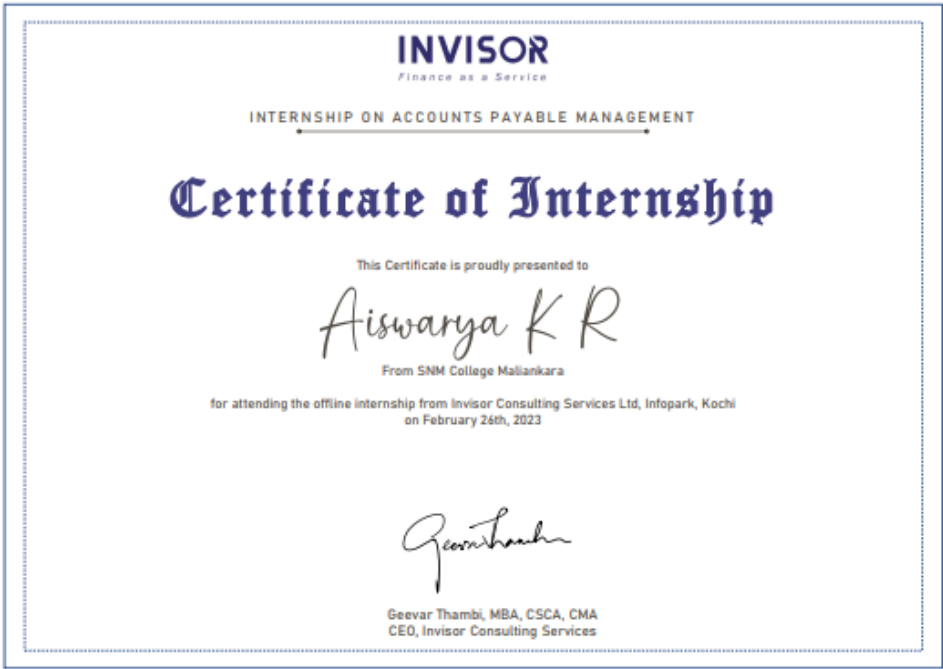 INVISOR
Finance as a Service
INTERNSHIP ON ACCOUNTS PAYABLE MANAGEMENT
Certificate of Internship
This Certificate is proudly presented to
Aiswarya K R
From SNM College Maliankara
for attending the offline internship from Invisor Consulting Services Ltd, Infopark, Kochi
on February 26th, 2023
Geevar Thambi, MBA, CSCA, CMA
CEO, Invisor Consulting Services